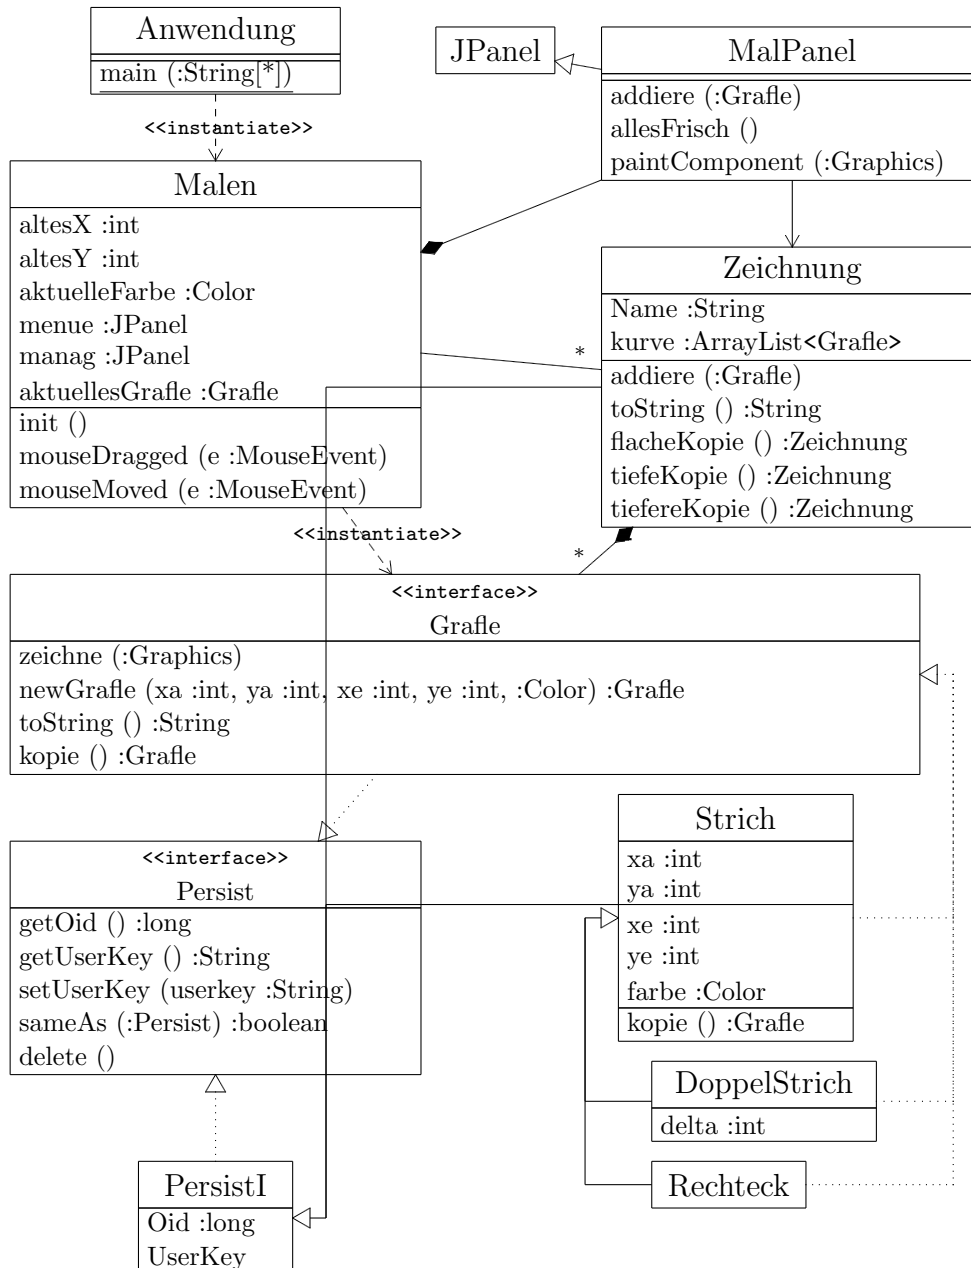 Anwendung
main (:String[*])
JPanel
MalPanel
addiere (:Grafle)
allesFrisch ()
paintComponent (:Graphics)
<<instantiate>>
Malen
altesX :int
altesY :int
aktuelleFarbe :Color
menue :JPanel
manag :JPanel
aktuellesGrafle :Grafle
init ()
mouseDragged (e :MouseEvent)
mouseMoved (e :MouseEvent)
Zeichnung
Name :String
kurve :ArrayList<Grafle>
addiere (:Grafle)
toString () :String
flacheKopie () :Zeichnung
tiefeKopie () :Zeichnung
tiefereKopie () :Zeichnung
*
<<instantiate>>
*
<<interface>>
Grafle
zeichne (:Graphics)
newGrafle (xa :int, ya :int, xe :int, ye :int, :Color) :Grafle
toString () :String
kopie () :Grafle
<<interface>>
Persist
getOid () :long
getUserKey () :String
setUserKey (userkey :String)
sameAs (:Persist) :boolean
delete ()
Strich
xa :int
ya :int
xe :int
ye :int
farbe :Color
kopie () :Grafle
DoppelStrich
delta :int
Rechteck
PersistI
Oid :long
UserKey